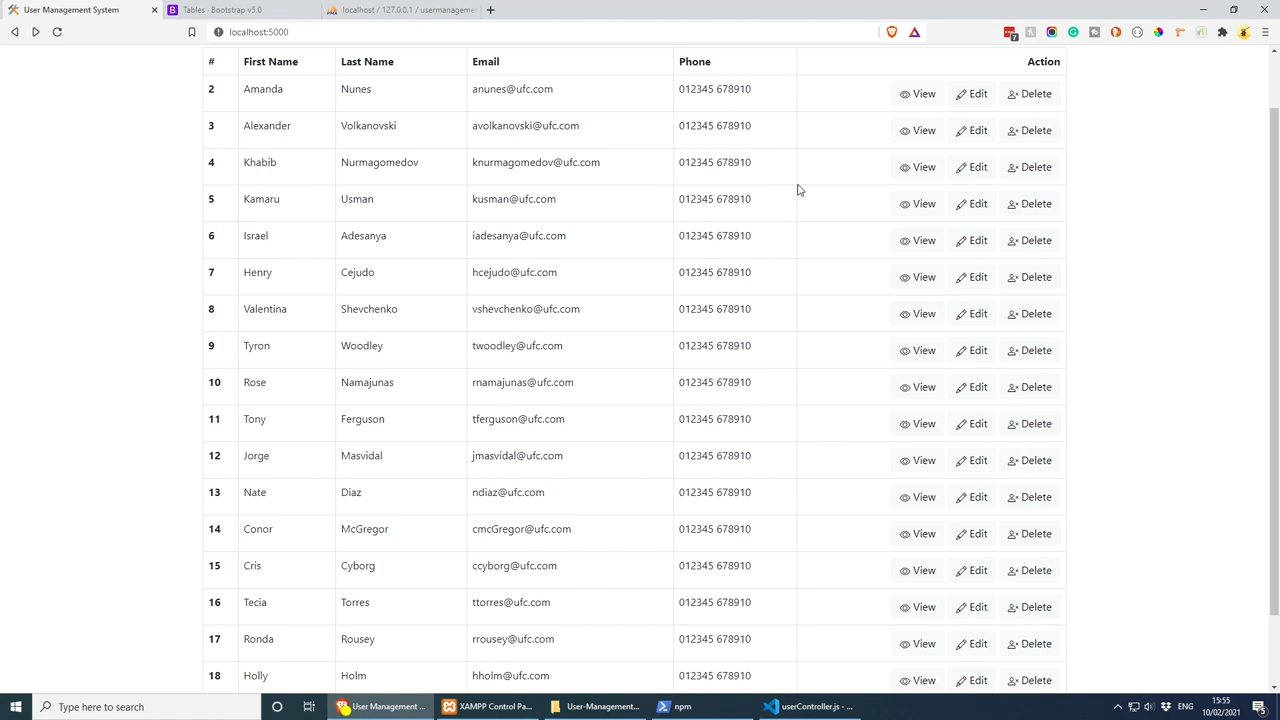 User Management System
Tables · Bootstrap v5.0
localhost / 127.0.0.1 / usermanageme
localhost:5000
7
# First Name Last Name Email Phone Action
2 Amanda Nunes anunes@ufc.com 012345 678910 View Edit Delete
3 Alexander Volkanovski avolkanovski@ufc.com 012345 678910 View Edit Delete
4 Khabib Nurmagomedov knurmagomedov@ufc.com 012345 678910 View Edit Delete
5 Kamaru Usman kusman@ufc.com 012345 678910 View Edit Delete
6 Israel Adesanya iadesanya@ufc.com 012345 678910 View Edit Delete
7 Henry Cejudo hcejudo@ufc.com 012345 678910 View Edit Delete
8 Valentina Shevchenko vshevchenko@ufc.com 012345 678910 View Edit Delete
9 Tyron Woodley twoodley@ufc.com 012345 678910 View Edit Delete
10 Rose Namajunas rnamajunas@ufc.com 012345 678910 View Edit Delete
11 Tony Ferguson tferguson@ufc.com 012345 678910 View Edit Delete
12 Jorge Masvidal jmasvidal@ufc.com 012345 678910 View Edit Delete
13 Nate Diaz ndiaz@ufc.com 012345 678910 View Edit Delete
14 Conor McGregor cmcGregor@ufc.com 012345 678910 View Edit Delete
15 Cris Cyborg ccyborg@ufc.com 012345 678910 View Edit Delete
16 Tecia Torres ttorres@ufc.com 012345 678910 View Edit Delete
17 Ronda Rousey rrousey@ufc.com 012345 678910 View Edit Delete
18 Holly Holm hholm@ufc.com 012345 678910 View Edit Delete
Type here to search
User Management ...
XAMPP Control Pa...
User-Management...
npm
userController.js - ...
15:55
10/02/2021
5